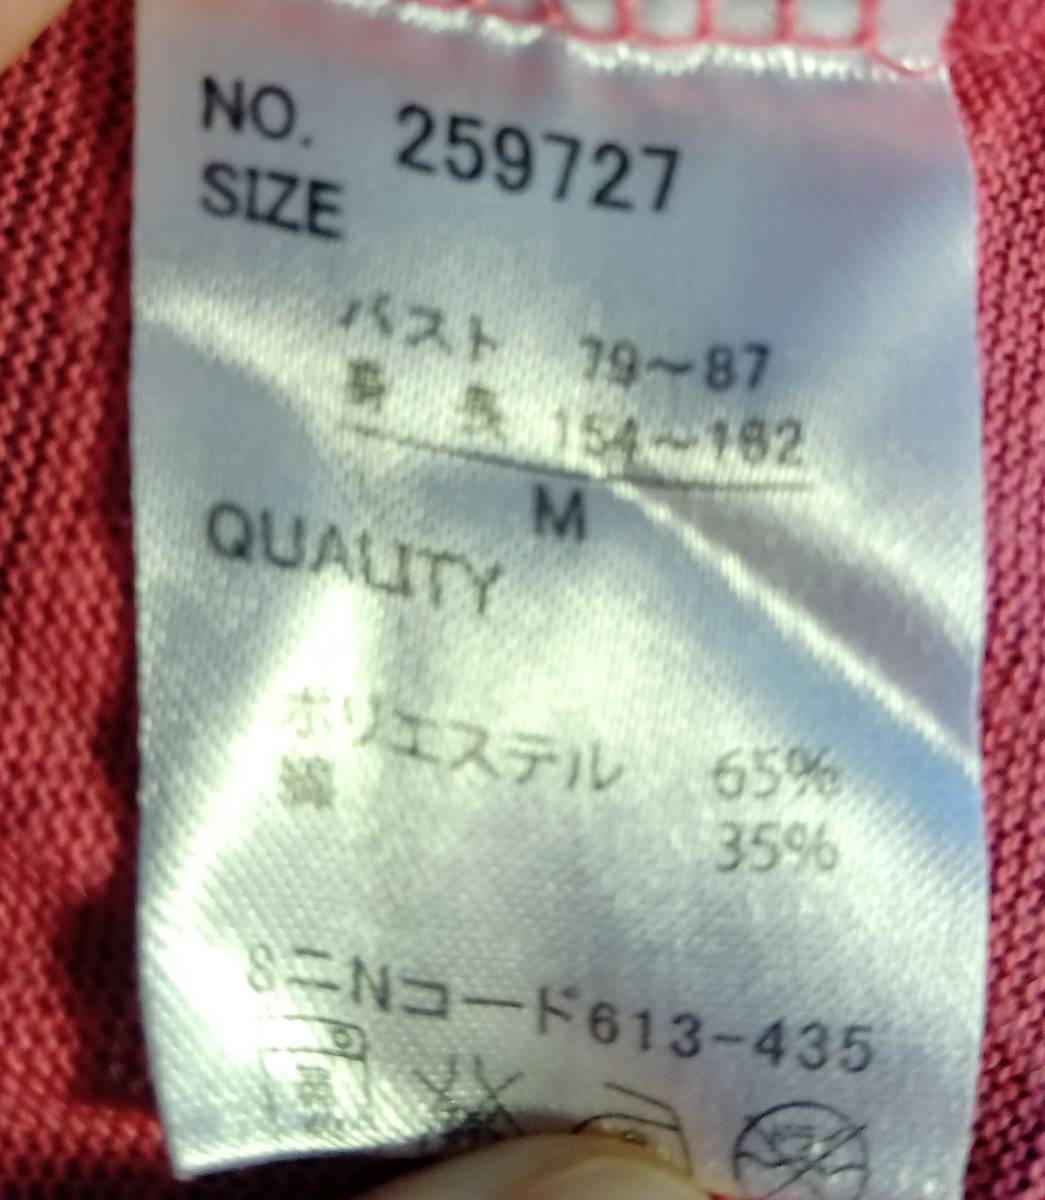 NO. 259727
SIZE
バスト 79～87
身長 154～162
M
QUALITY
ポリエステル 65%
綿 35%
8ニNコード613-435